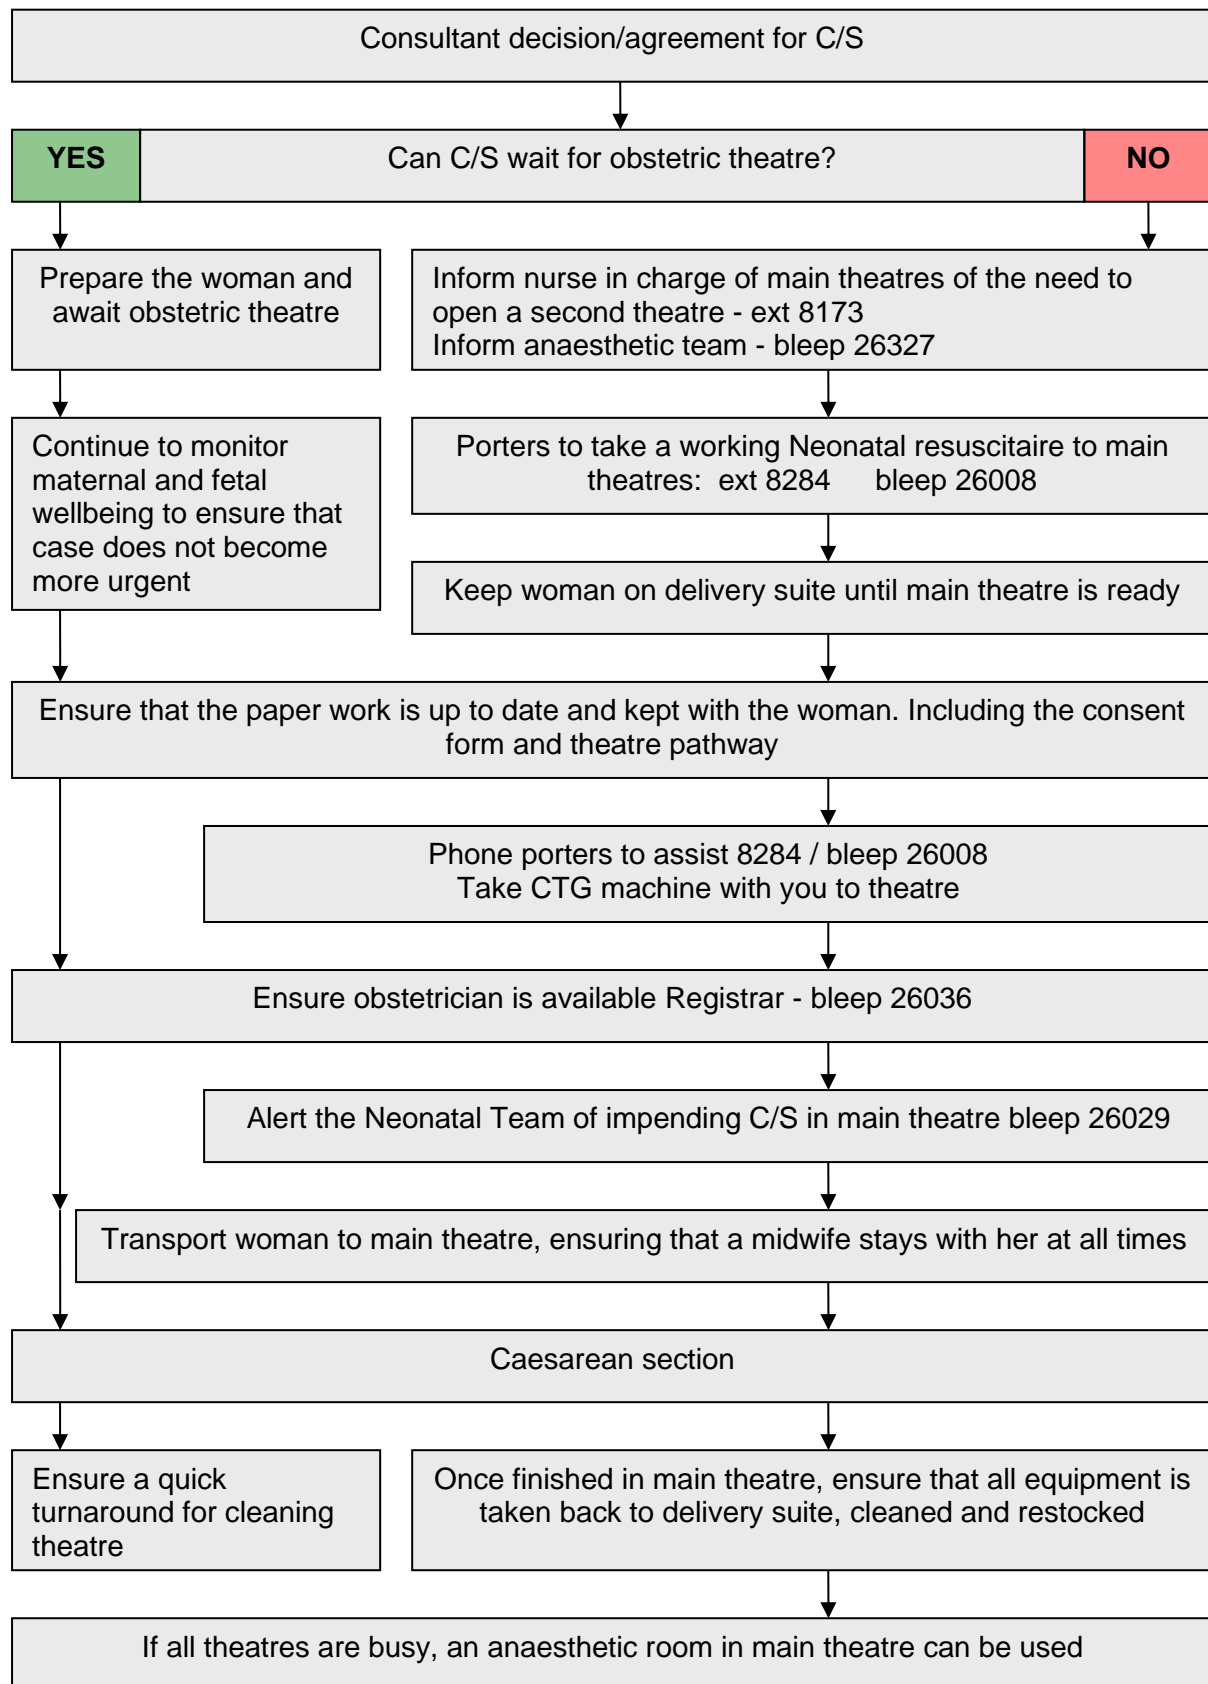 Consultant decision/agreement for C/S
YES
Can C/S wait for obstetric theatre?
NO
Prepare the woman and
await obstetric theatre
Inform nurse in charge of main theatres of the need to
open a second theatre - ext 8173
Inform anaesthetic team - bleep 26327
Continue to monitor
maternal and fetal
wellbeing to ensure that
case does not become
more urgent
Porters to take a working Neonatal resuscitaire to main
theatres: ext 8284 bleep 26008
Keep woman on delivery suite until main theatre is ready
Ensure that the paper work is up to date and kept with the woman. Including the consent
form and theatre pathway
Phone porters to assist 8284 / bleep 26008
Take CTG machine with you to theatre
Ensure obstetrician is available Registrar - bleep 26036
Alert the Neonatal Team of impending C/S in main theatre bleep 26029
Transport woman to main theatre, ensuring that a midwife stays with her at all times
Caesarean section
Ensure a quick
turnaround for cleaning
theatre
Once finished in main theatre, ensure that all equipment is
taken back to delivery suite, cleaned and restocked
If all theatres are busy, an anaesthetic room in main theatre can be used